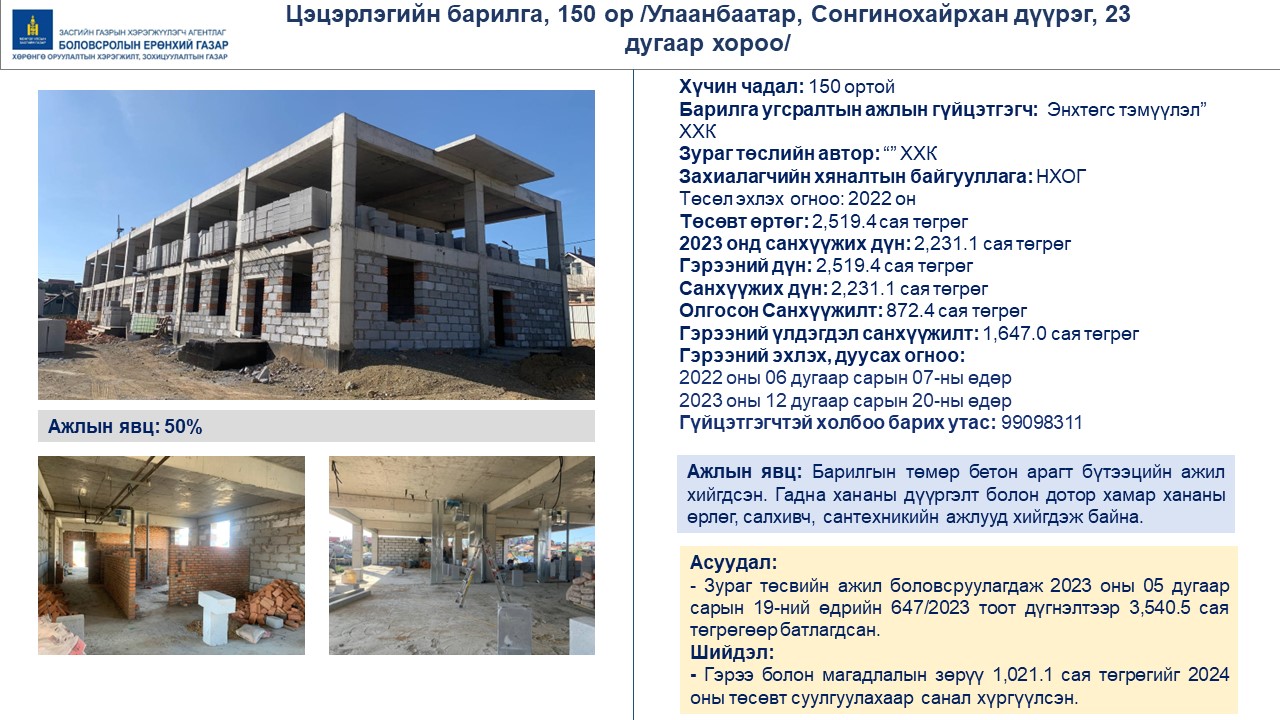 Цэцэрлэгийн барилга, 150 ор /Улаанбаатар, Сонгинохайрхан дүүрэг, 23
дугаар хороо/
ЗАСГИЙН ГАЗРЫН ХЭРЭГЖҮҮЛЭГЧ АГЕНТЛАГ
БОЛОВСРОЛЫН ЕРӨНХИЙ ГАЗАР
ХӨРӨНГӨ ОРУУЛАЛТЫН ХЭРЭГЖИЛТ, ЗОХИЦУУЛАЛТЫН ГАЗАР
Ажлын явц: 50%
Хүчин чадал: 150 ортой
Барилга угсралтын ажлын гүйцэтгэгч: Энхтөгс тэмүүлэл”
ХХК
Зураг төслийн автор: “” ХХК
Захиалагчийн хяналтын байгууллага: НХОГ
Төсөл эхлэх огноо: 2022 он
Төсөвт өртөг: 2,519.4 сая төгрөг
2023 онд санхүүжих дүн: 2,231.1 сая төгрөг
Гэрээний дүн: 2,519.4 сая төгрөг
Санхүүжих дүн: 2,231.1 сая төгрөг
Олгосон Санхүүжилт: 872.4 сая төгрөг
Гэрээний үлдэгдэл санхүүжилт: 1,647.0 сая төгрөг
Гэрээний эхлэх, дуусах огноо:
2022 оны 06 дугаар сарын 07-ны өдөр
2023 оны 12 дугаар сарын 20-ны өдөр
Гүйцэтгэгчтэй холбоо барих утас: 99098311
Ажлын явц: Барилгын төмөр бетон арагт бүтээцийн ажил
хийгдсэн. Гадна хананы дүүргэлт болон дотор хамар хананы
өрлөг, салхивч, сантехникийн ажлууд хийгдэж байна.
Асуудал:
- Зураг төсвийн ажил боловсруулагдаж 2023 оны 05 дугаар
сарын 19-ний өдрийн 647/2023 тоот дүгнэлтээр 3,540.5 сая
төгрөгөөр батлагдсан.
Шийдэл:
- Гэрээ болон магадлалын зөрүү 1,021.1 сая төгрөгийг 2024
оны төсөвт суулгуулахаар санал хүргүүлсэн.